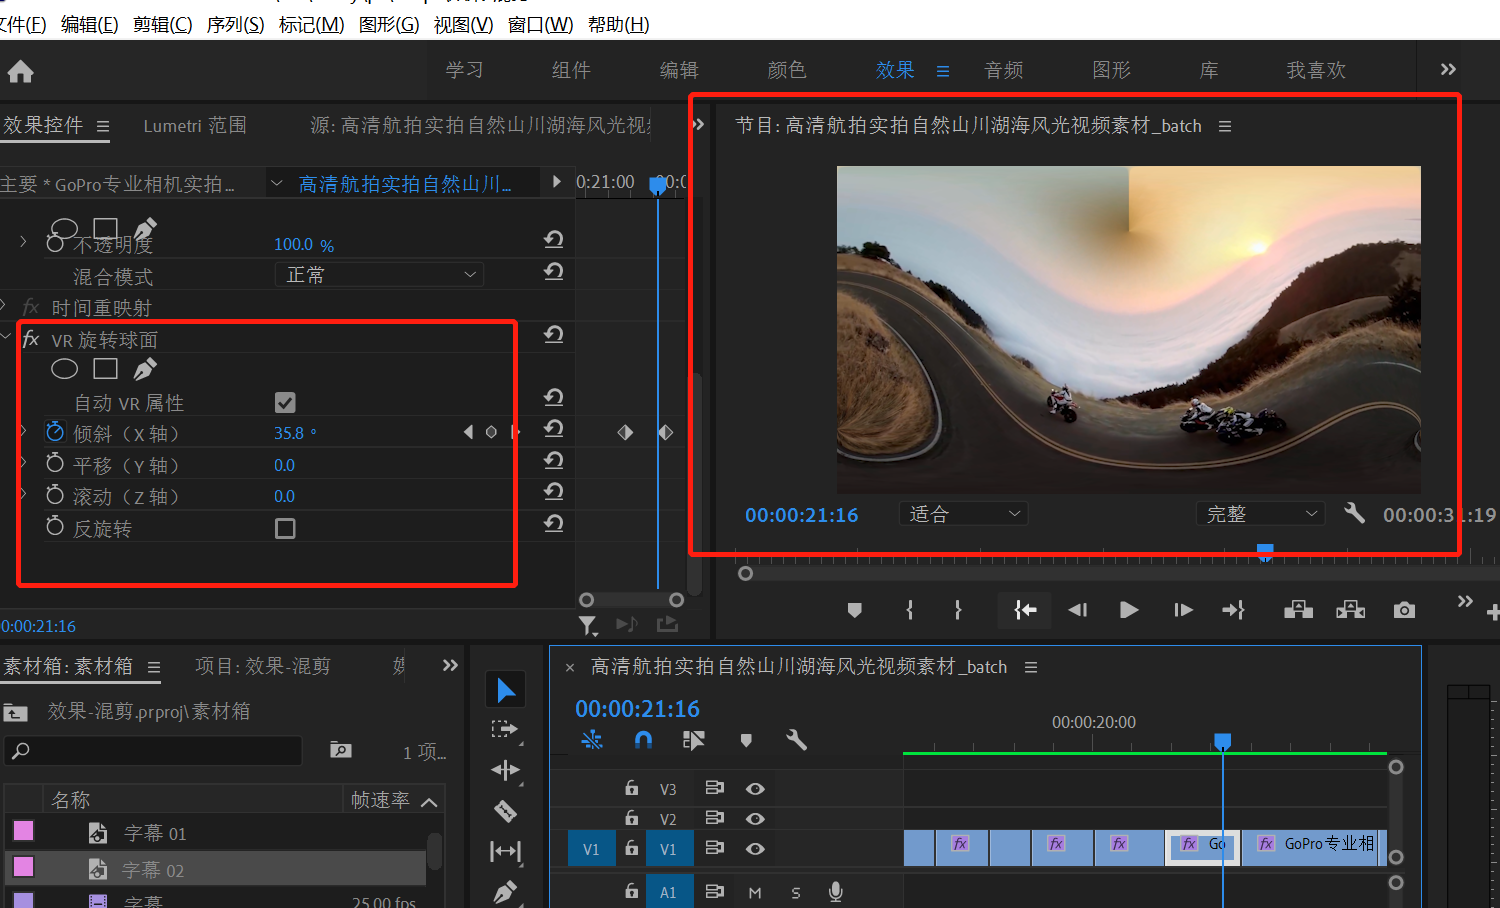 文件(F) 编辑(E) 剪辑(C) 序列(S) 标记(M) 图形(G) 视图(V) 窗口(W) 帮助(H)
学习 组件 编辑 颜色 效果 音频 图形 库 我喜欢
效果控件 Lumetri 范围 源: 高清航拍实拍自然山川湖海风光视频
节目: 高清航拍实拍自然山川湖海风光视频素材_batch
主要 * GoPro专业相机实拍... 高清航拍实拍自然山川... 0:21:00 00:0
不透明度 100.0 %
混合模式 正常
fx 时间重映射
fx VR 旋转球面
自动 VR 属性
倾斜（X 轴） 35.8 °
平移（Y 轴） 0.0
滚动（Z 轴） 0.0
反旋转
00:00:21:16 适合 完整 00:00:31:19
0:00:21:16
素材箱: 素材箱 项目: 效果-混剪
效果-混剪.prproj\素材箱
1 项...
名称 帧速率
字幕 01
字幕 02
字幕 25.00 fps
× 高清航拍实拍自然山川湖海风光视频素材_batch
00:00:21:16
00:00:20:00
V3
V2
V1 V1 fx fx fx fx Go fx GoPro专业相
A1 M S